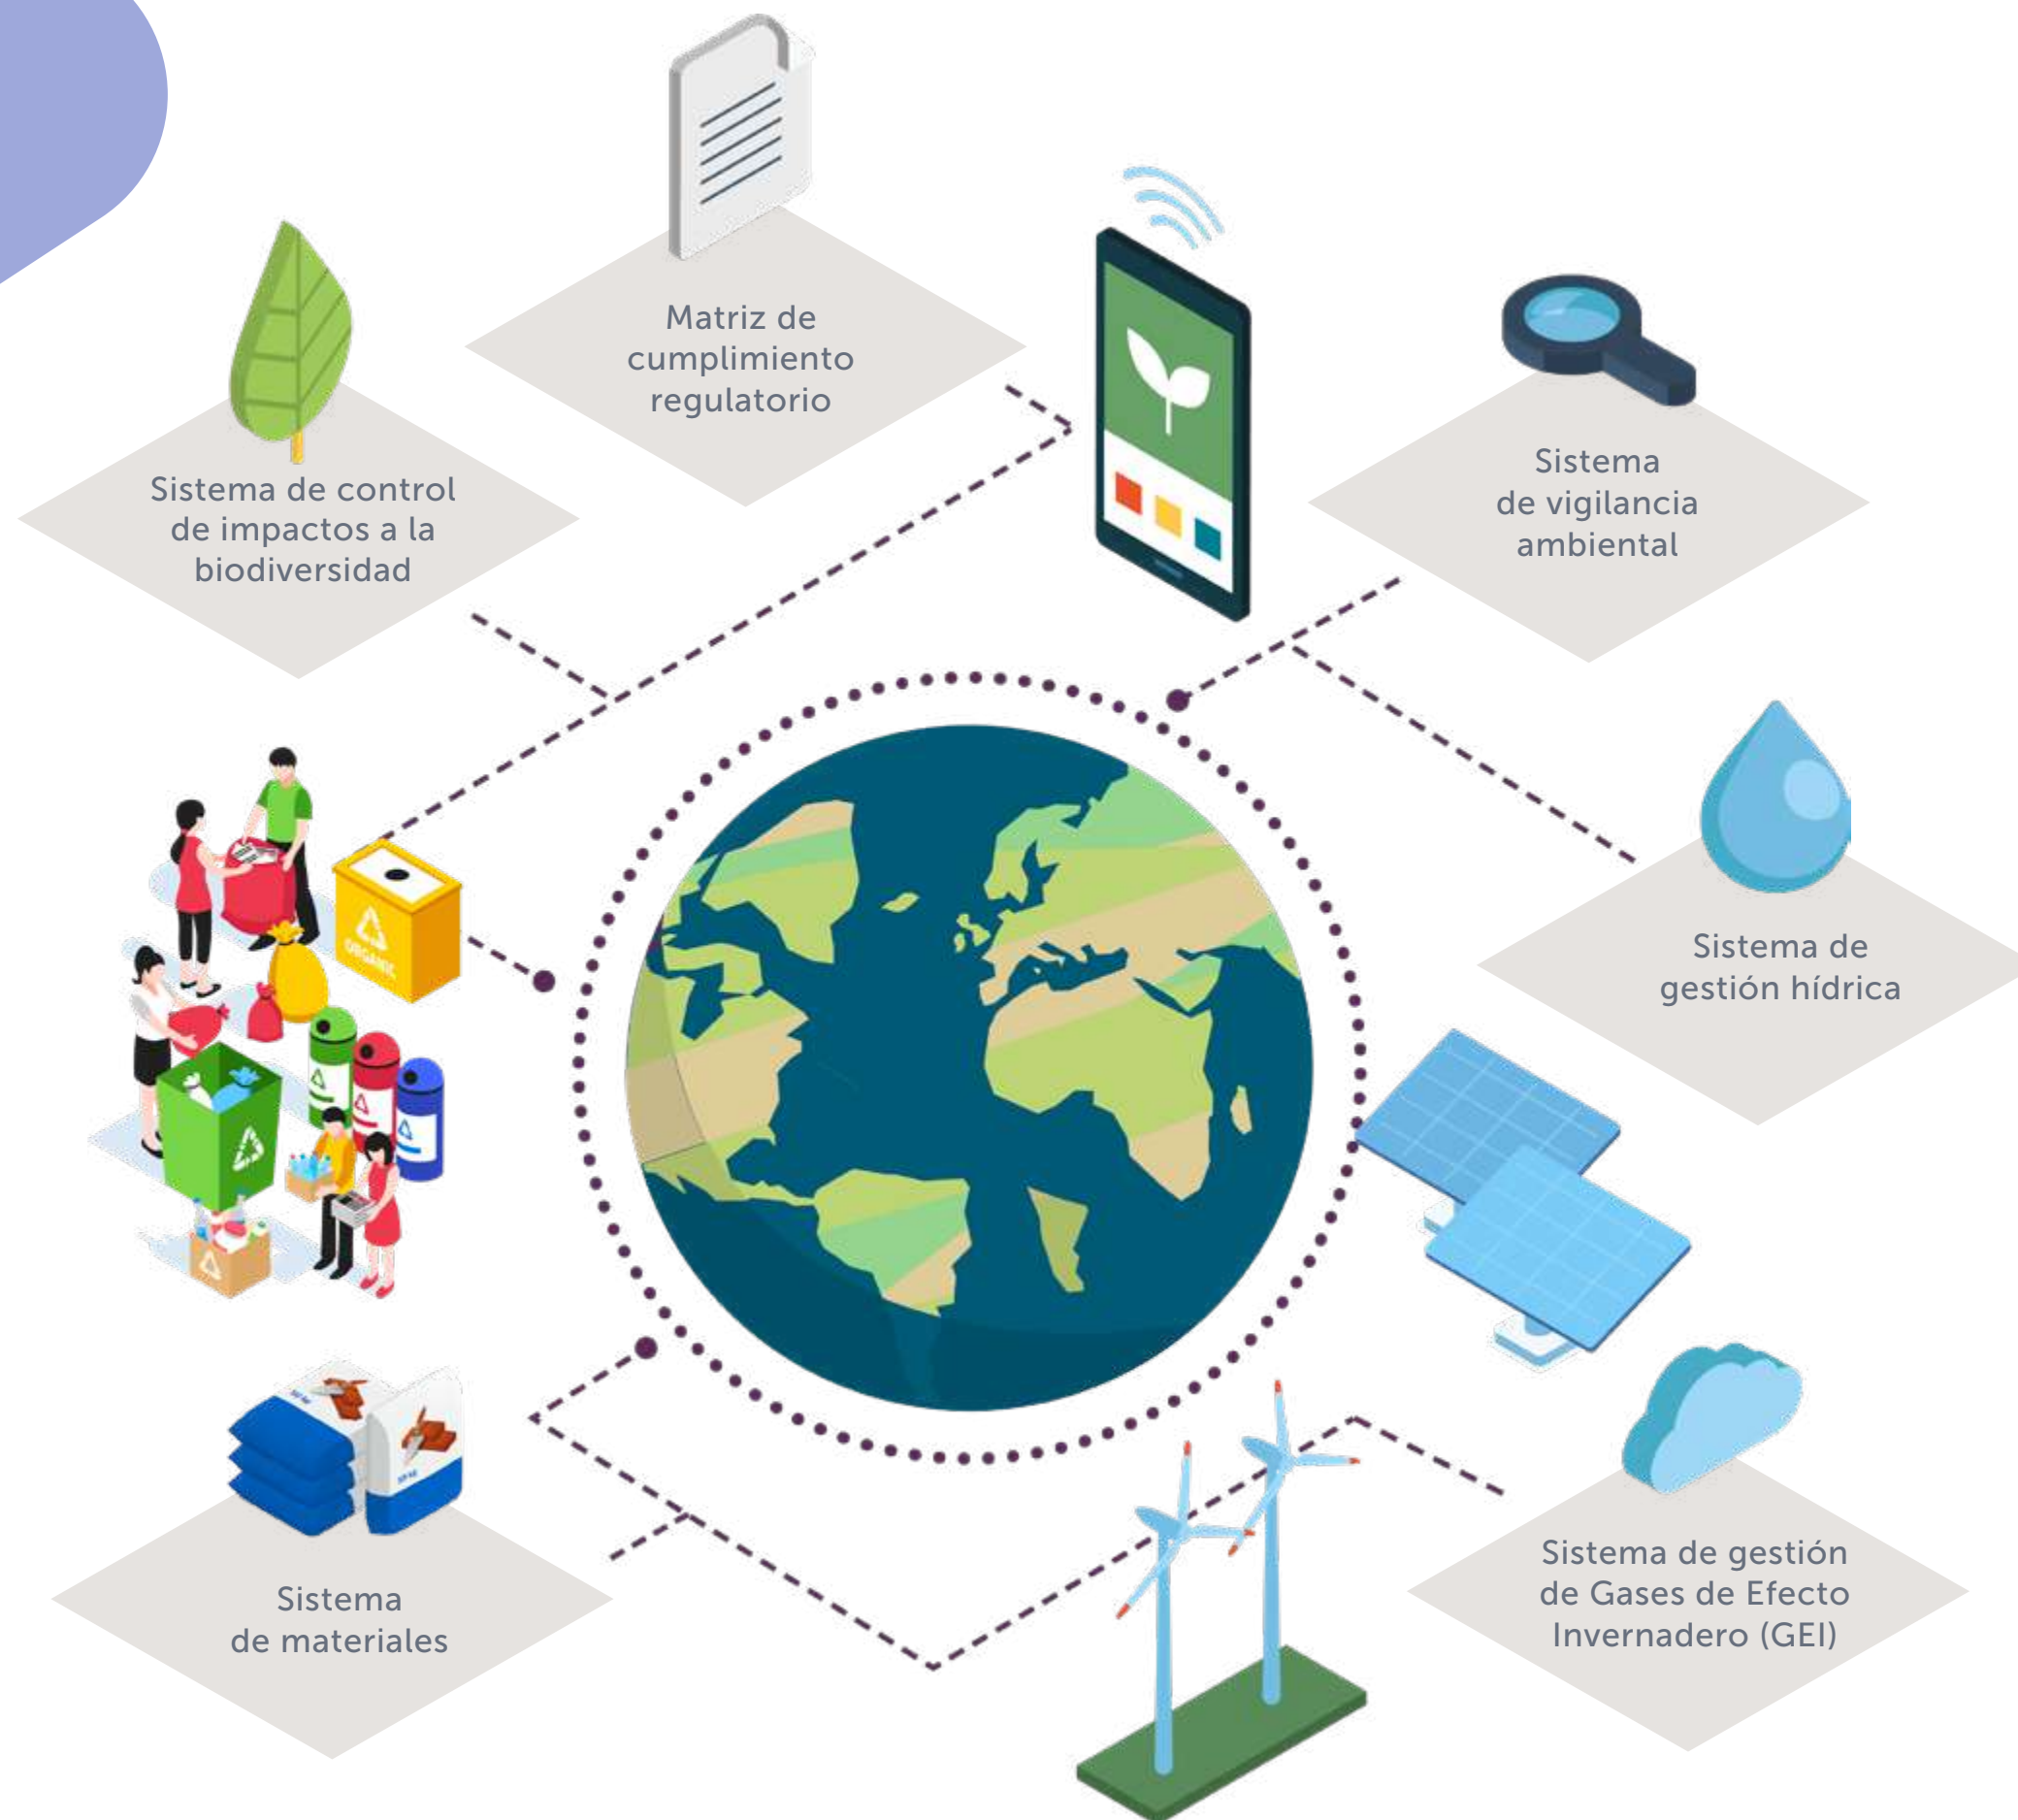 Matriz de
cumplimiento
regulatorio
Sistema de control
de impactos a la
biodiversidad
Sistema
de vigilancia
ambiental
Sistema de
gestión hídrica
ORGANIC
Sistema
de materiales
Sistema de gestión
de Gases de Efecto
Invernadero (GEI)